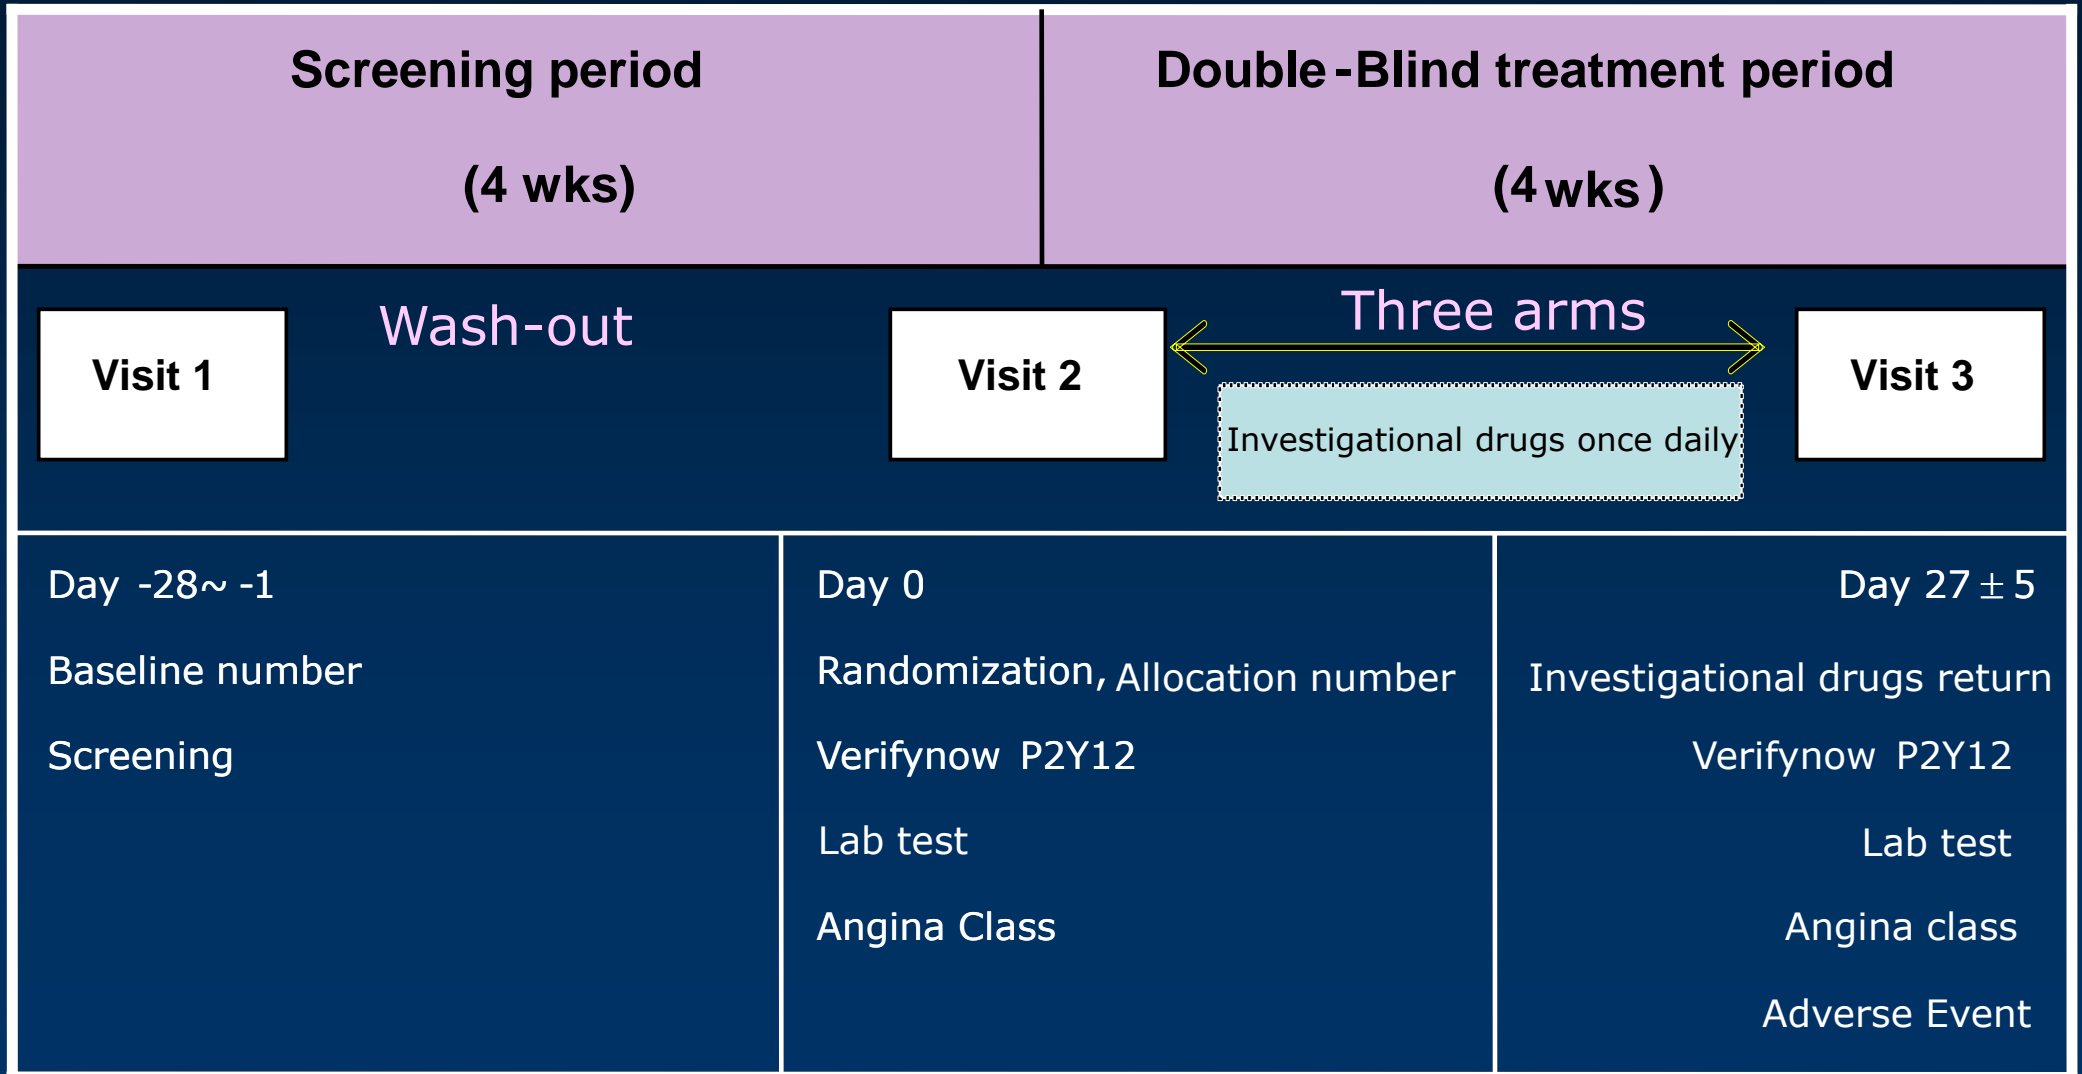 Screening period
(4 wks)
Double-Blind treatment period
(4 wks)
Visit 1
Wash-out
Visit 2
Three arms
Investigational drugs once daily
Visit 3
Day -28~ -1
Baseline number
Screening
Day 0
Randomization, Allocation number
Verifynow P2Y12
Lab test
Angina Class
Day 27 ± 5
Investigational drugs return
Verifynow P2Y12
Lab test
Angina class
Adverse Event